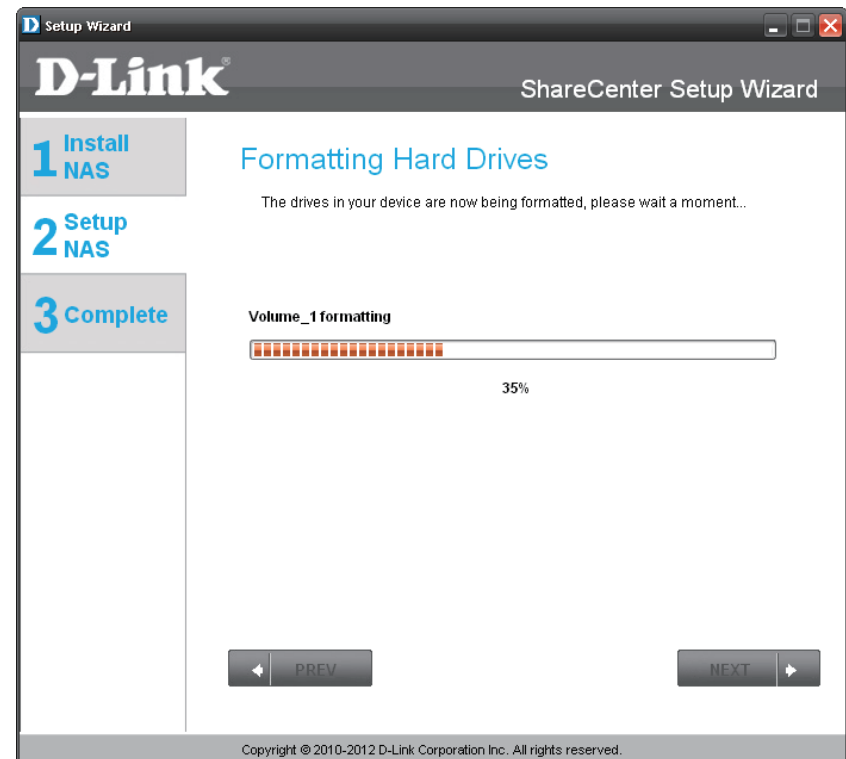 Setup Wizard
D-Link®
ShareCenter Setup Wizard
1 Install
NAS
2 Setup
NAS
3 Complete
Formatting Hard Drives
The drives in your device are now being formatted, please wait a moment...
Volume_1 formatting
35%
PREV
NEXT
Copyright © 2010-2012 D-Link Corporation Inc. All rights reserved.